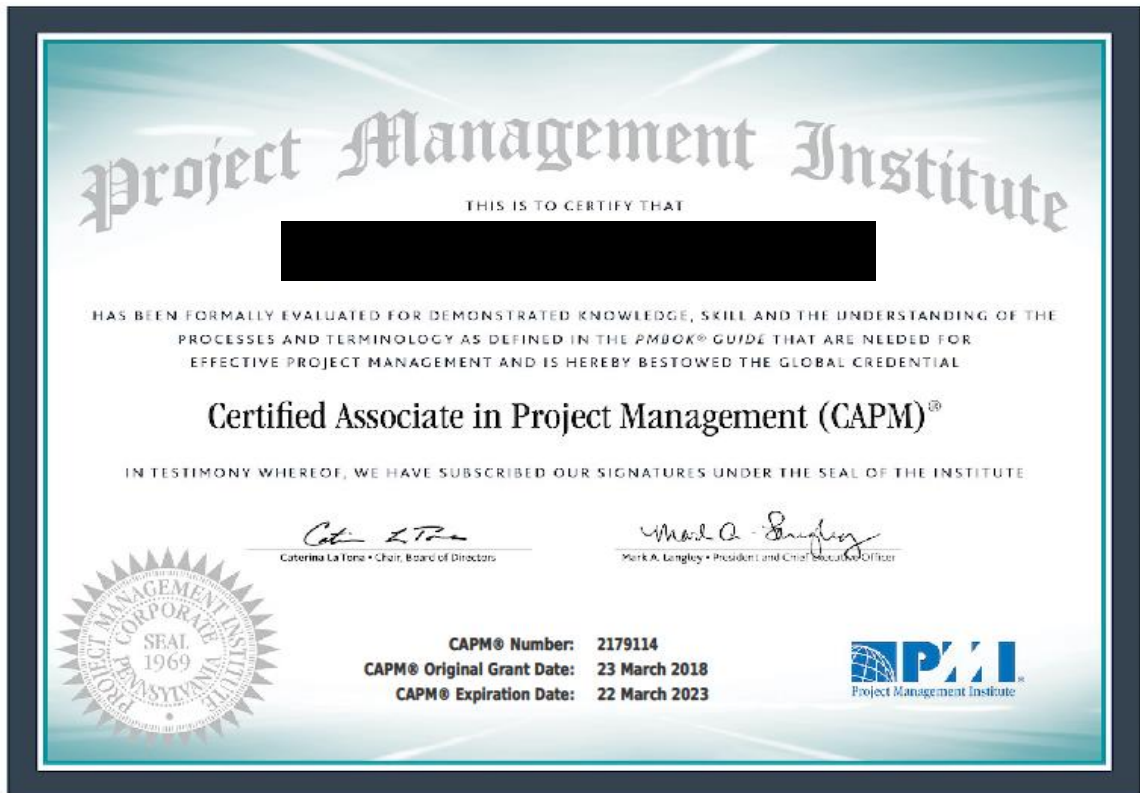 Project Management Institute
THIS IS TO CERTIFY THAT
HAS BEEN FORMALLY EVALUATED FOR DEMONSTRATED KNOWLEDGE, SKILL AND THE UNDERSTANDING OF THE
PROCESSES AND TERMINOLOGY AS DEFINED IN THE PMBOK® GUIDE THAT ARE NEEDED FOR
EFFECTIVE PROJECT MANAGEMENT AND IS HEREBY BESTOWED THE GLOBAL CREDENTIAL
Certified Associate in Project Management (CAPM)®
IN TESTIMONY WHEREOF, WE HAVE SUBSCRIBED OUR SIGNATURES UNDER THE SEAL OF THE INSTITUTE
Mark A. Langley
Caterina La Tona • Chair, Board of Directors
Mark A. Langley • President and Chief Executive Officer
PROJECT MANAGEMENT INSTITUTE
CORPORATE
SEAL
1969
PENNSYLVANIA
CAPM® Number: 2179114
CAPM® Original Grant Date: 23 March 2018
CAPM® Expiration Date: 22 March 2023
PMI®
Project Management Institute